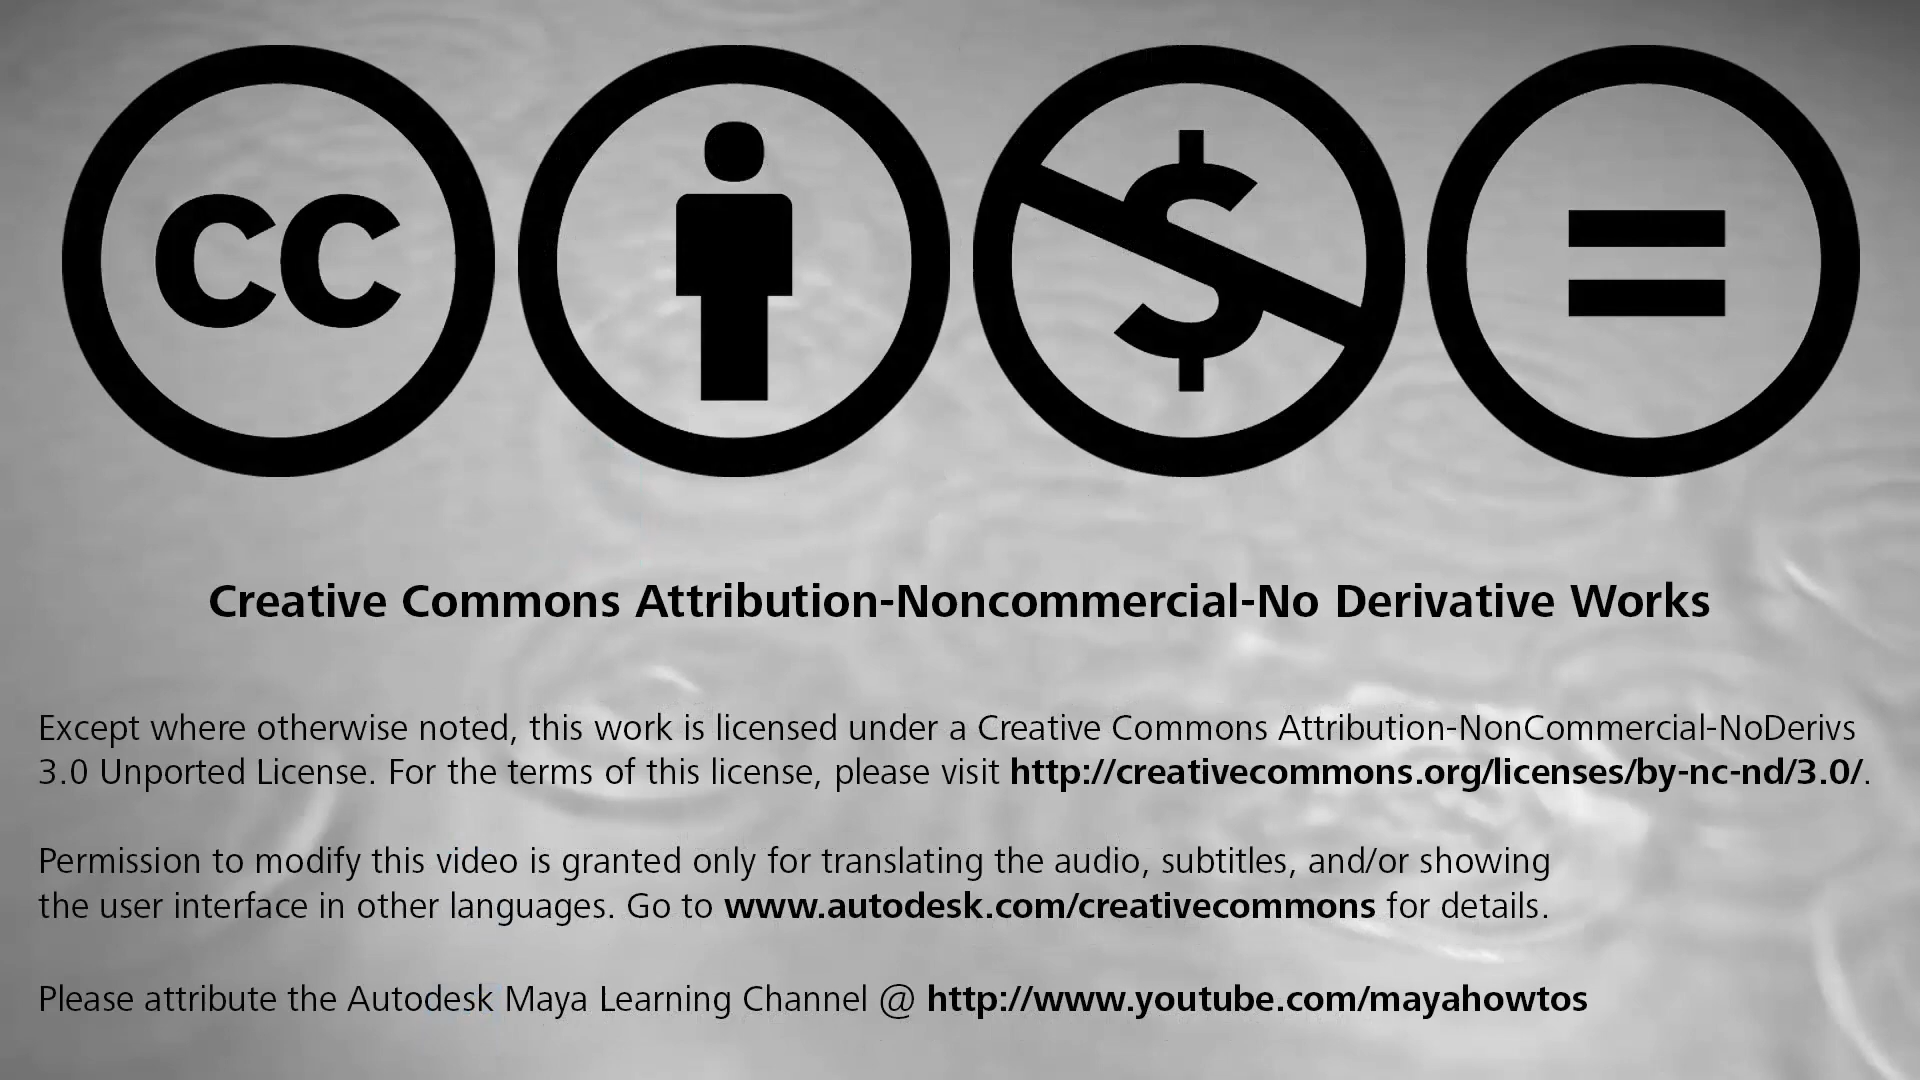 cc
$
=
Creative Commons Attribution-Noncommercial-No Derivative Works
Except where otherwise noted, this work is licensed under a Creative Commons Attribution-NonCommercial-NoDerivs
3.0 Unported License. For the terms of this license, please visit http://creativecommons.org/licenses/by-nc-nd/3.0/.
Permission to modify this video is granted only for translating the audio, subtitles, and/or showing
the user interface in other languages. Go to www.autodesk.com/creativecommons for details.
Please attribute the Autodesk Maya Learning Channel @ http://www.youtube.com/mayahowtos